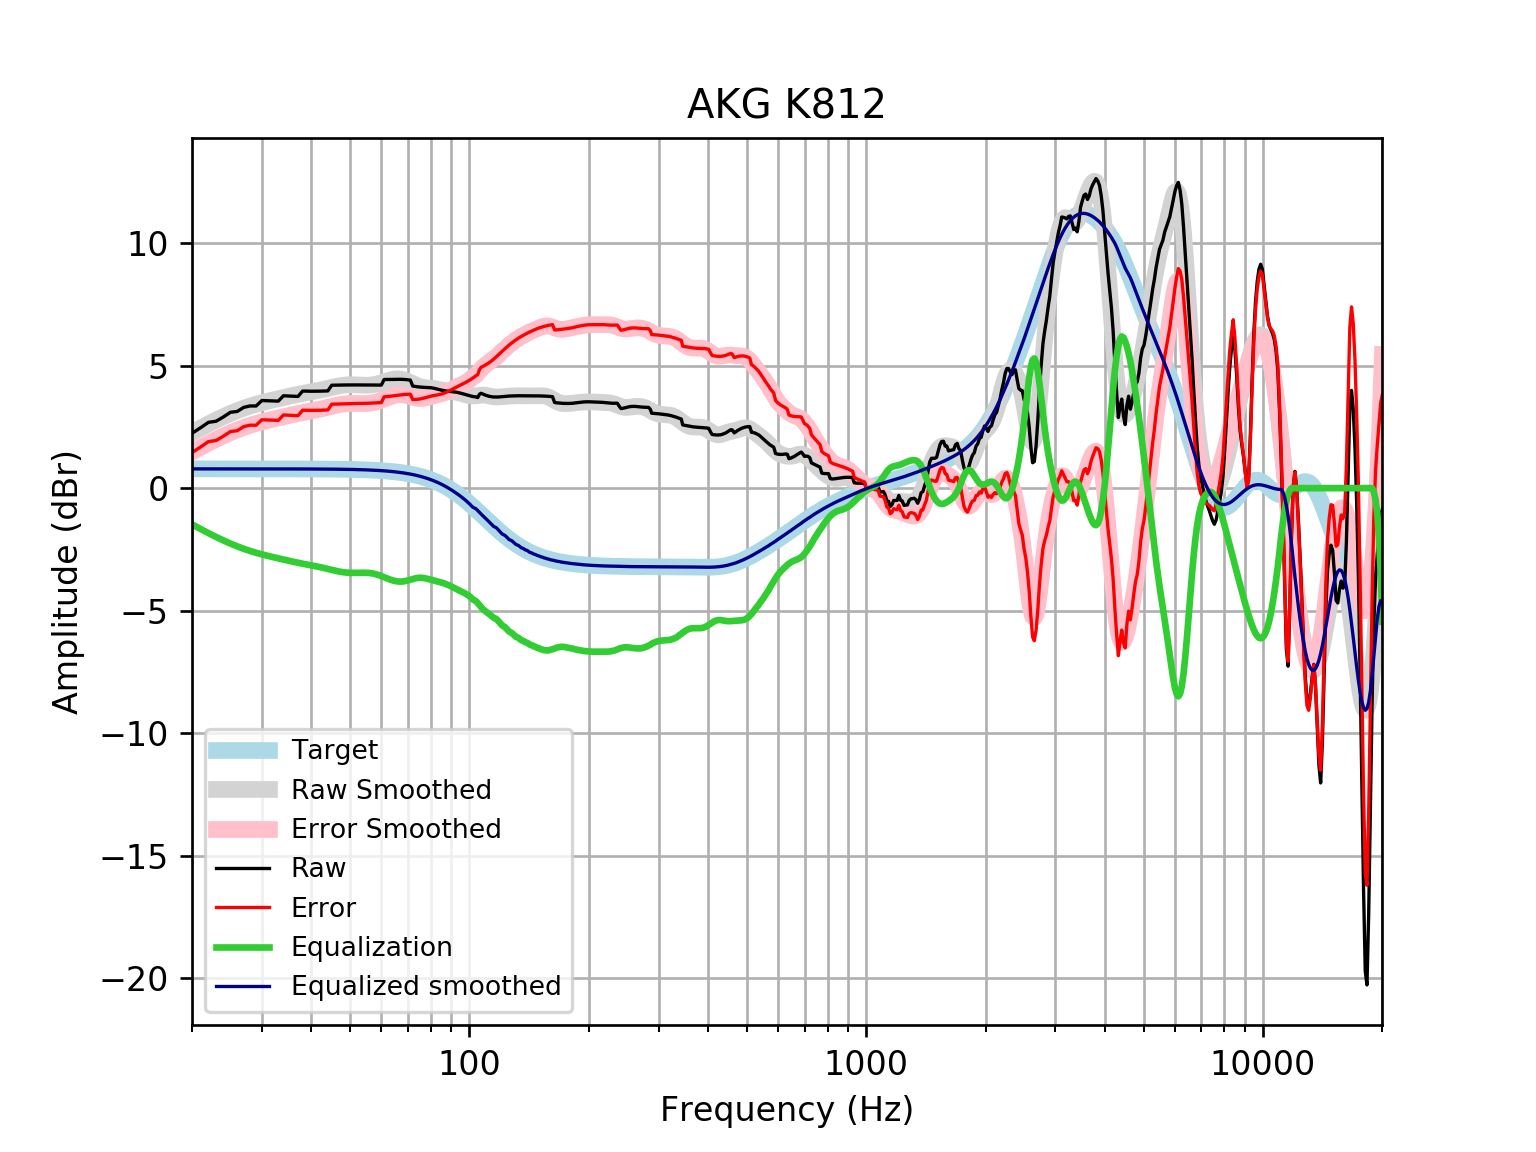 AKG K812
Amplitude (dBr)
10
5
0
−5
−10
−15
−20
Target
Raw Smoothed
Error Smoothed
Raw
Error
Equalization
Equalized smoothed
100
1000
10000
Frequency (Hz)